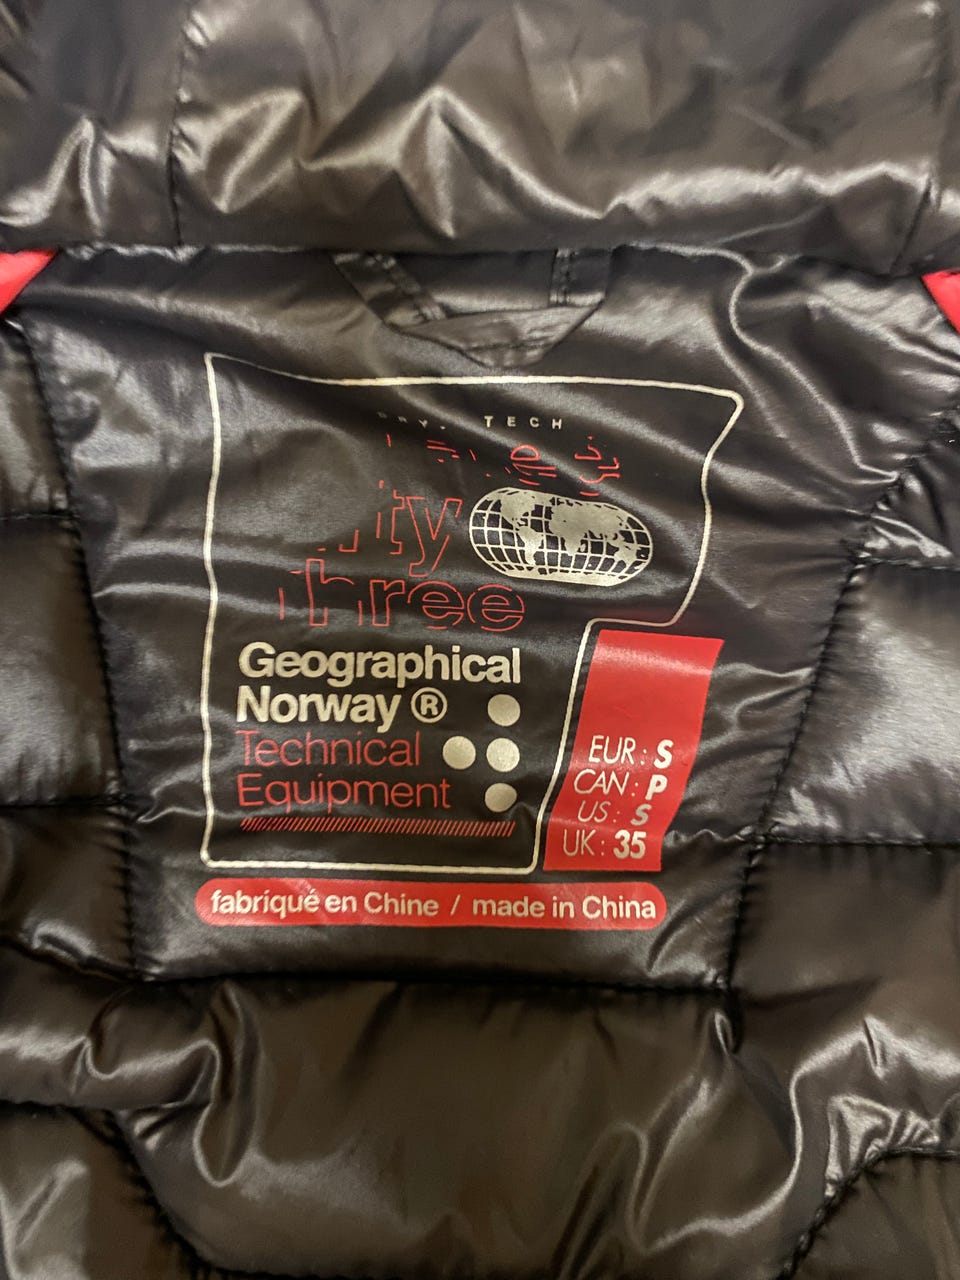 TECH
three
Geographical
Norway ®
Technical
Equipment
EUR : S
CAN : P
US : S
UK : 35
fabriqué en Chine / made in China